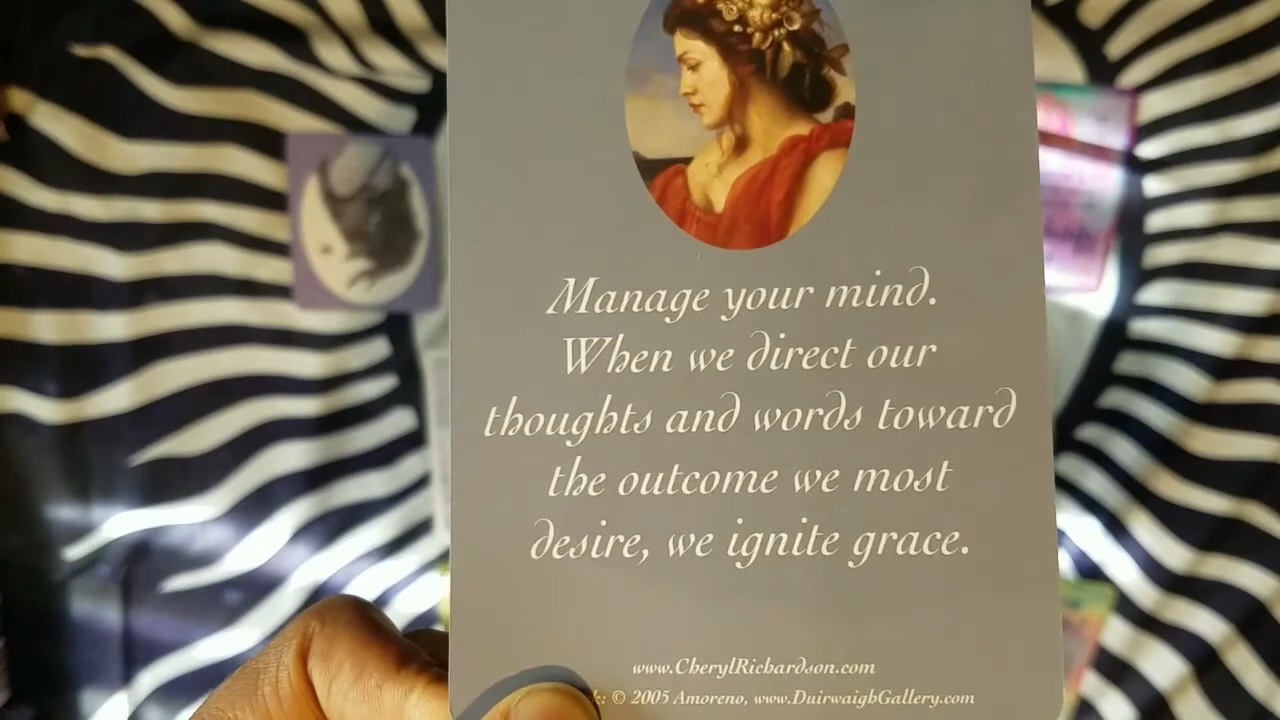 Manage your mind.
When we direct our
thoughts and words toward
the outcome we most
desire, we ignite grace.
www.CherylRichardson.com
k: © 2005 Amoreno, www.DuirwaighGallery.com